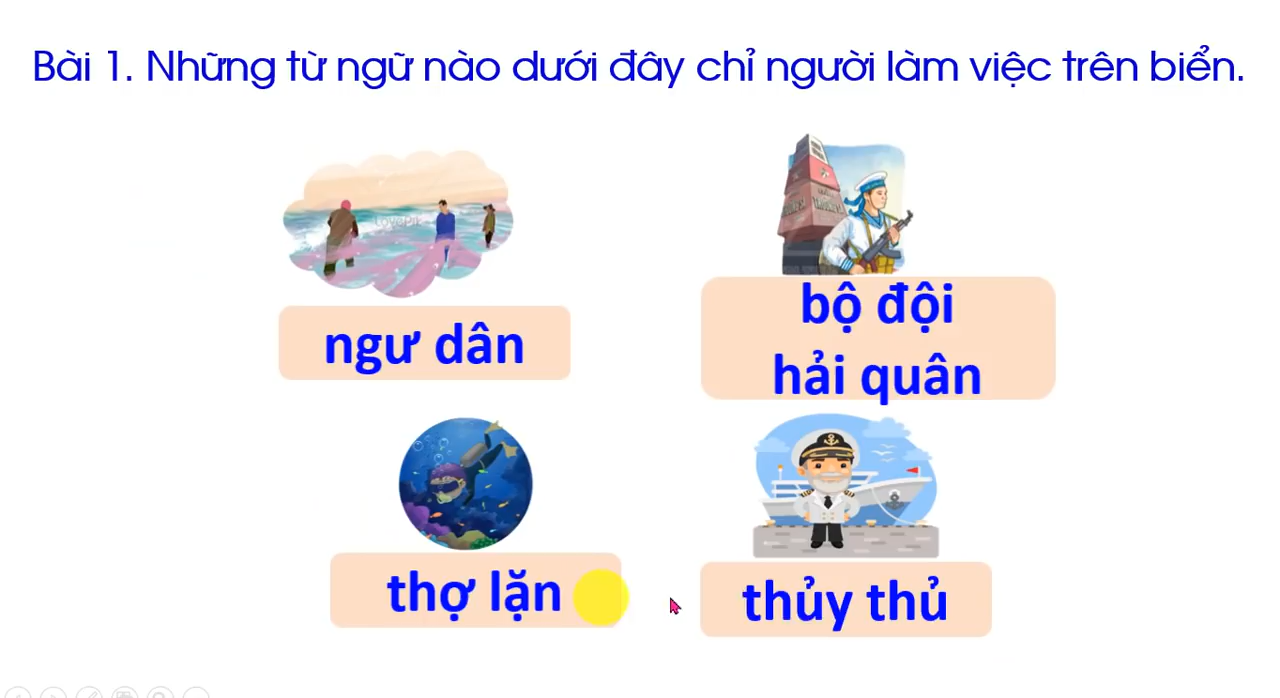 Bài 1. Những từ ngữ nào dưới đây chỉ người làm việc trên biển.
ngư dân
bộ đội
hải quân
thợ lặn
thủy thủ